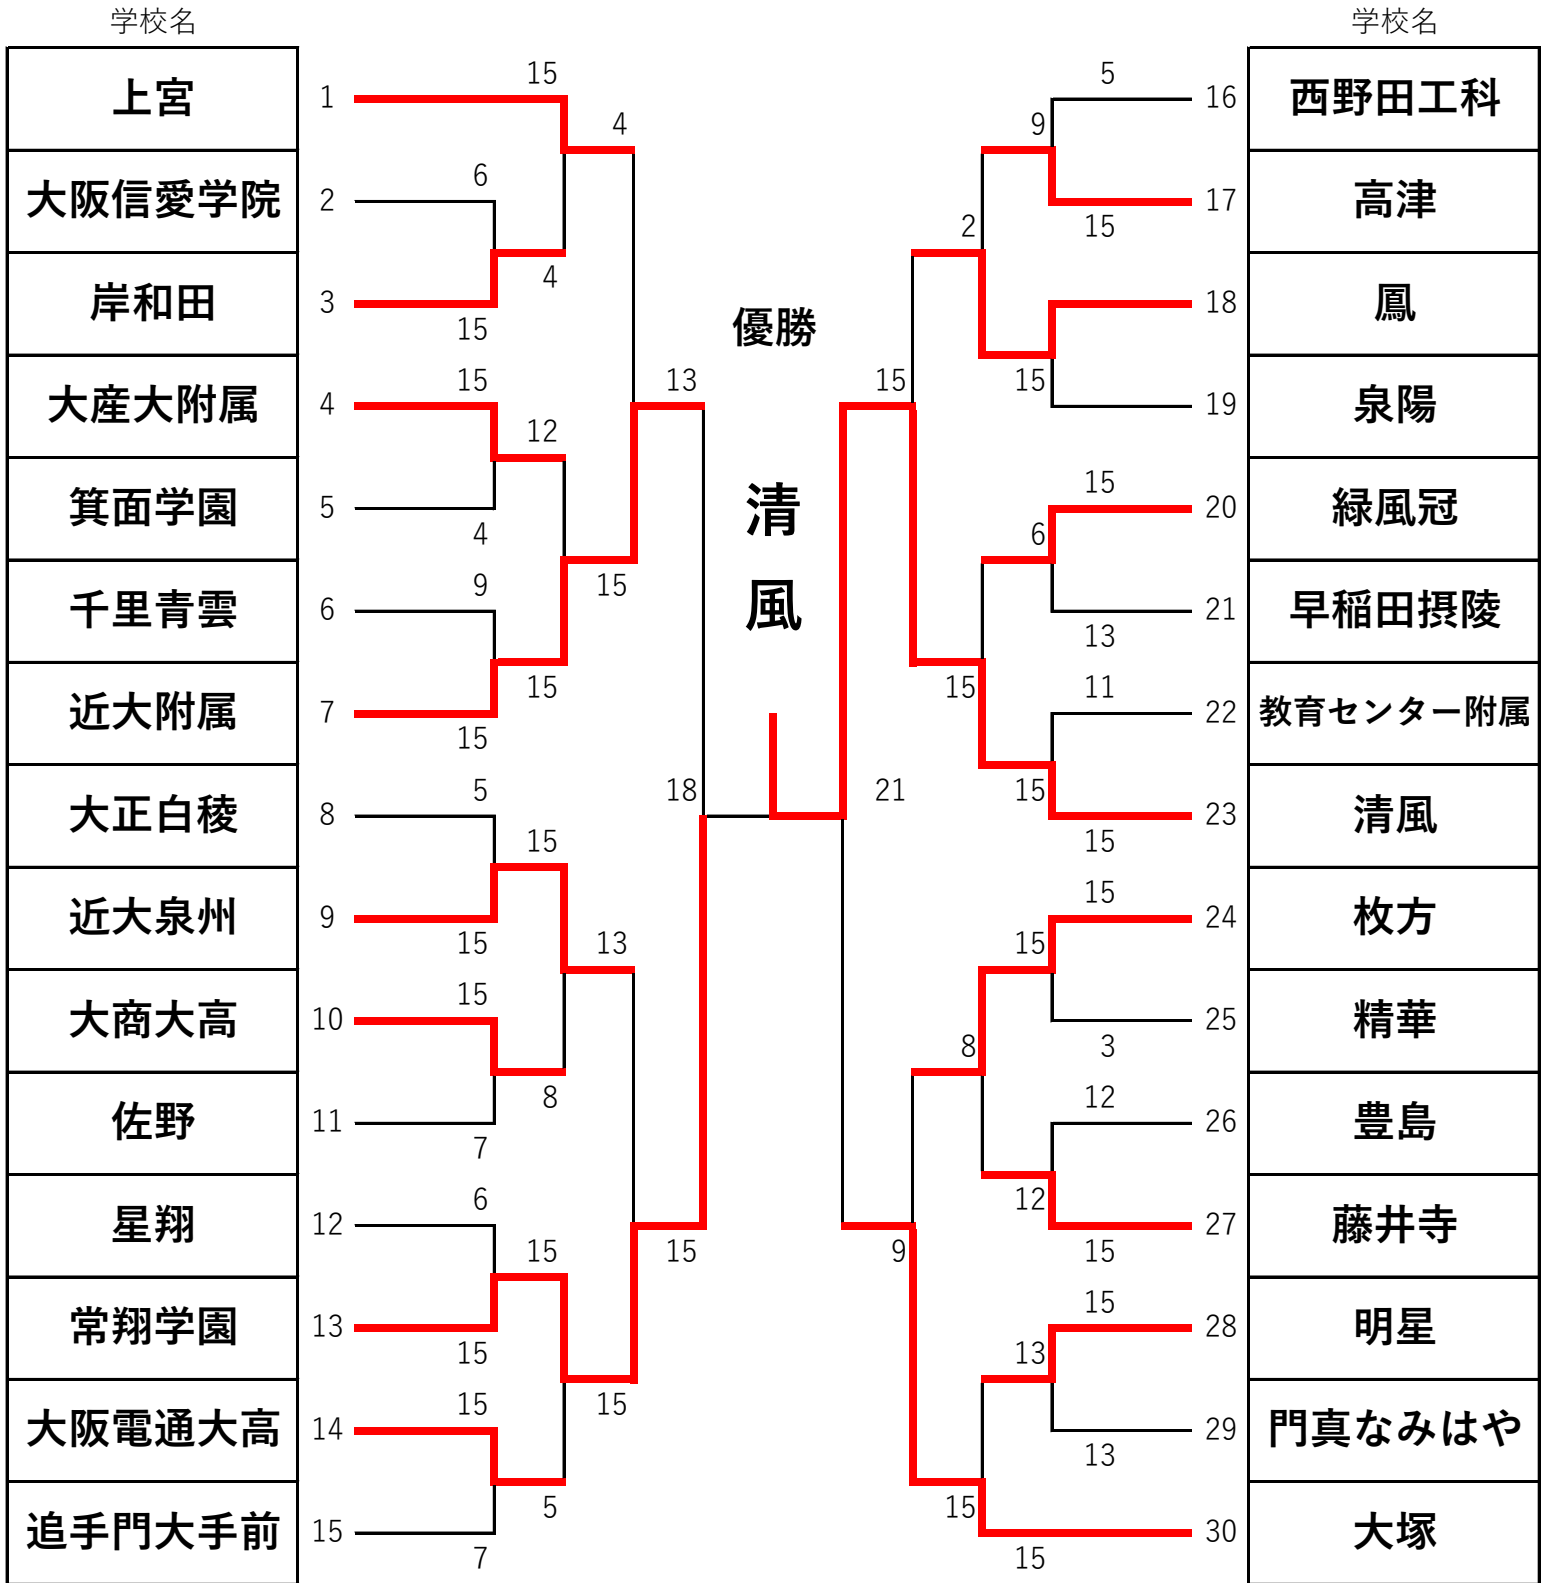 学校名
上宮
大阪信愛学院
岸和田
大産大附属
箕面学園
千里青雲
近大附属
大正白稜
近大泉州
大商大高
佐野
星翔
常翔学園
大阪電通大高
追手門大手前
1
2
3
4
5
6
7
8
9
10
11
12
13
14
15
15
6
15
15
4
9
15
5
15
15
7
6
15
15
7
4
12
15
15
8
15
5
4
15
13
15
13
15
18
優勝
清
風
21
15
9
2
15
8
15
9
15
6
15
15
12
13
15
5
15
15
13
11
15
15
3
12
15
15
13
16
17
18
19
20
21
22
23
24
25
26
27
28
29
30
学校名
西野田工科
高津
鳳
泉陽
緑風冠
早稲田摂陵
教育センター附属
清風
枚方
精華
豊島
藤井寺
明星
門真なみはや
大塚